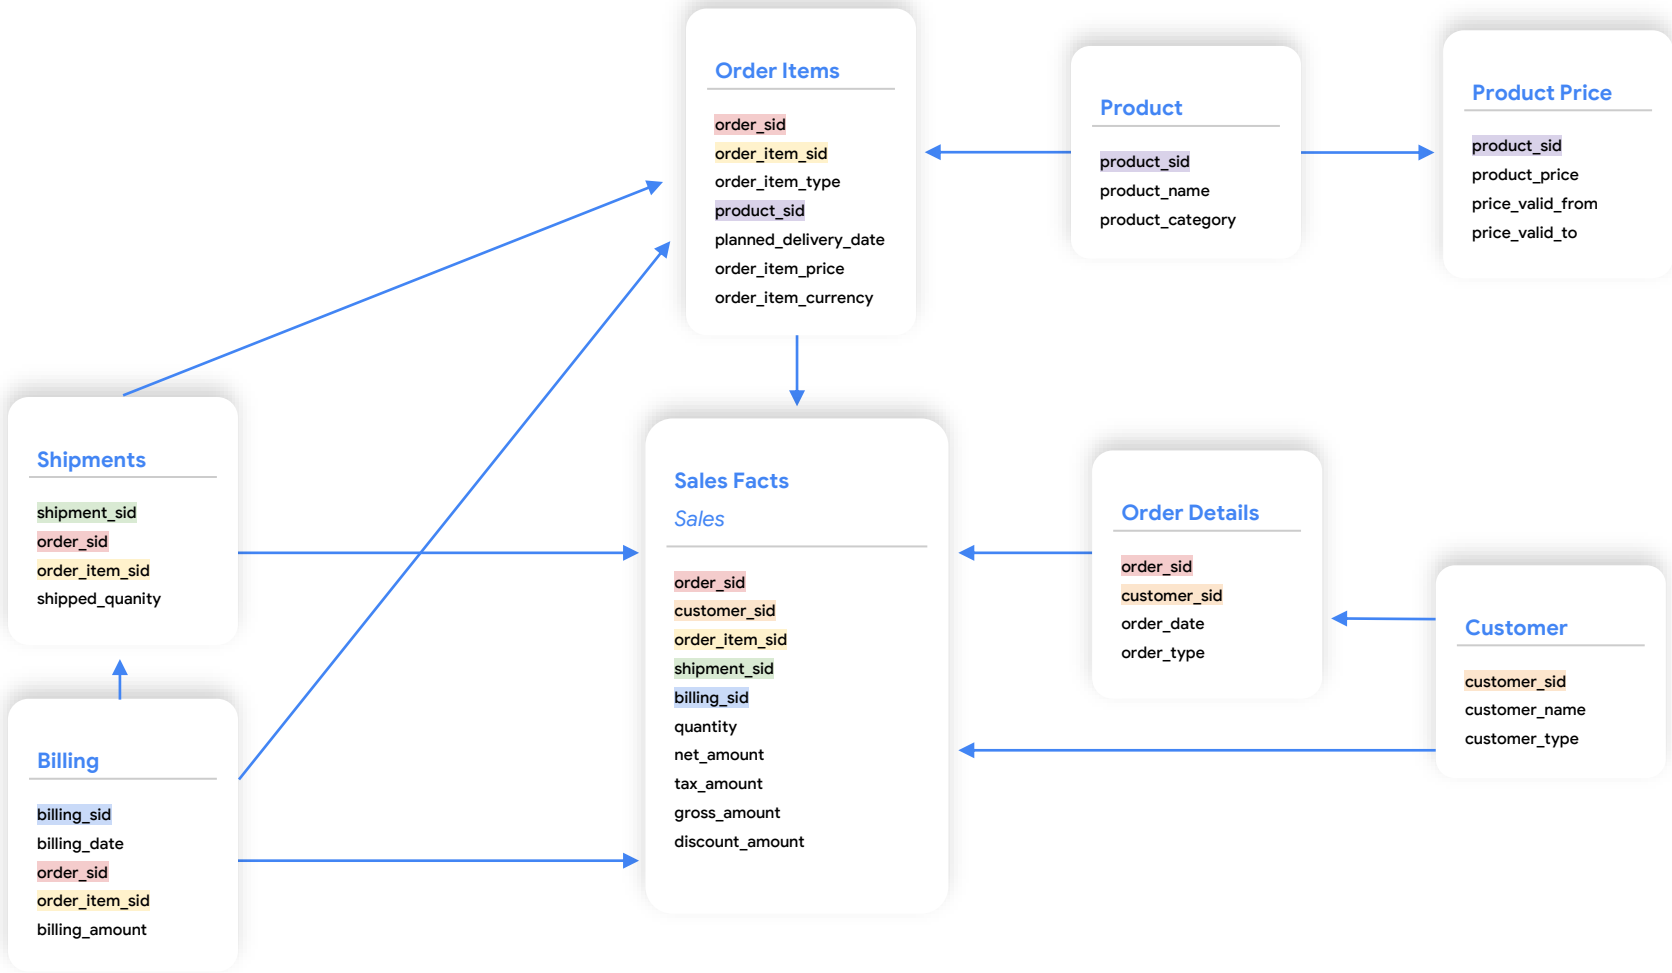 Order Items
order_sid
order_item_sid
order_item_type
product_sid
planned_delivery_date
order_item_price
order_item_currency
Product
product_sid
product_name
product_category
Product Price
product_sid
product_price
price_valid_from
price_valid_to
Shipments
shipment_sid
order_sid
order_item_sid
shipped_quanity
Sales Facts
Sales
order_sid
customer_sid
order_item_sid
shipment_sid
billing_sid
quantity
net_amount
tax_amount
gross_amount
discount_amount
Order Details
order_sid
customer_sid
order_date
order_type
Customer
customer_sid
customer_name
customer_type
Billing
billing_sid
billing_date
order_sid
order_item_sid
billing_amount